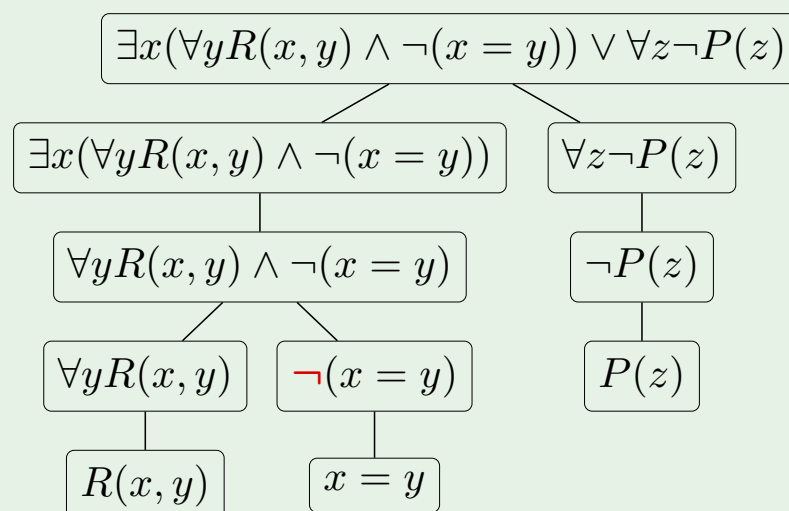 ∃x(∀yR(x, y) ∧ ¬(x = y)) ∨ ∀z¬P(z)
∃x(∀yR(x, y) ∧ ¬(x = y))
∀z¬P(z)
∀yR(x, y) ∧ ¬(x = y)
¬P(z)
∀yR(x, y)
¬(x = y)
P(z)
R(x, y)
x = y